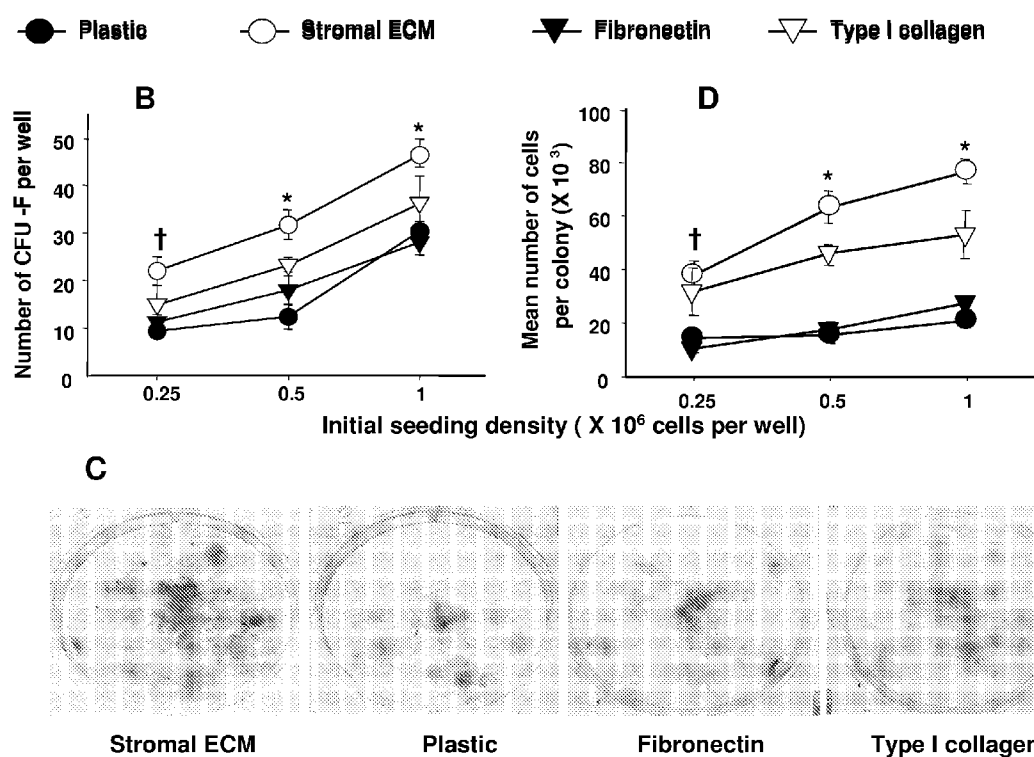 Plastic Stromal ECM Fibronectin Type I collagen
B
D
Number of CFU -F per well
50
40
30
20
10
0
0.25 0.5 1
*
*
†
Mean number of cells
per colony (X 10³)
100
80
60
40
20
0
0.25 0.5 1
*
*
†
Initial seeding density ( X 10⁶ cells per well)
C
Stromal ECM Plastic Fibronectin Type I collagen